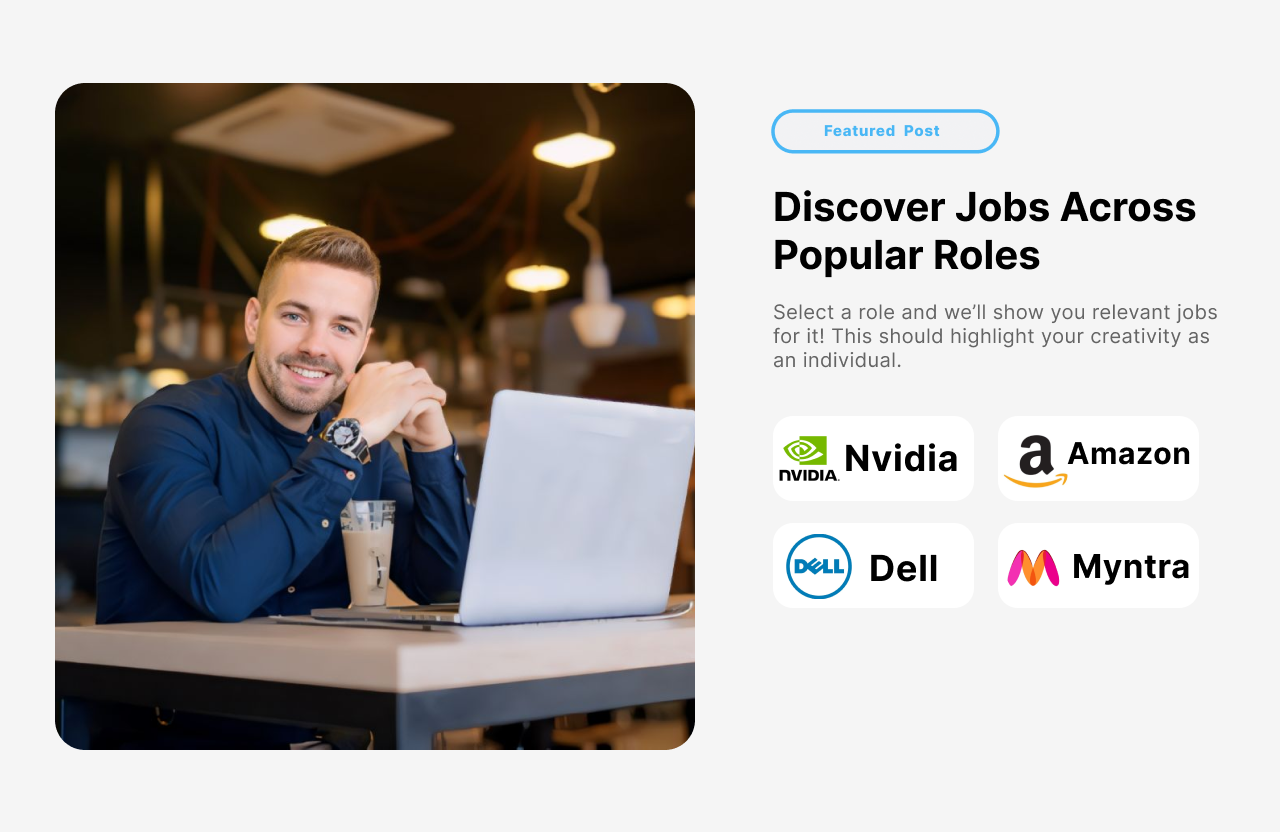 Featured Post
Discover Jobs Across
Popular Roles
Select a role and we’ll show you relevant jobs
for it! This should highlight your creativity as
an individual.
NVIDIA.
Nvidia
a
Amazon
DELL
Dell
Myntra